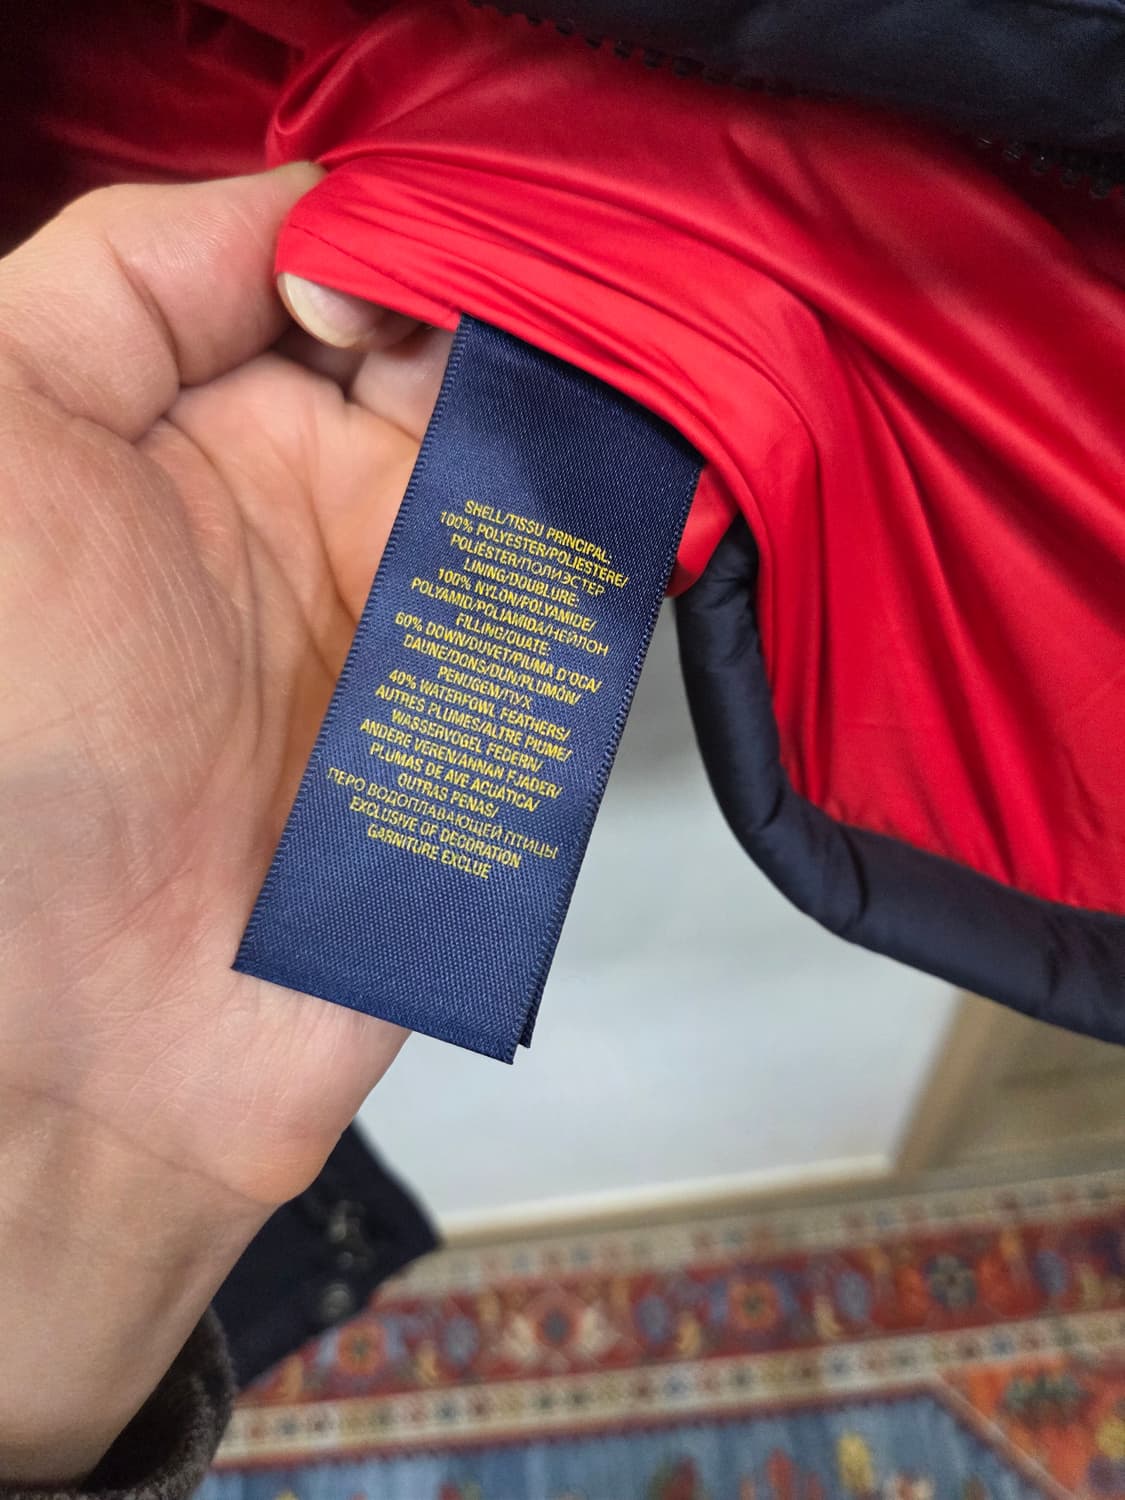 SHELL/TISSU PRINCIPAL:
100% POLYESTER/POLIESTERE/
POLIÉSTER/ПОЛИЭСТЕР
LINING/DOUBLURE:
100% NYLON/POLYAMIDE/
POLYAMID/POLIAMIDA/НЕЙЛОН
FILLING/OUATE:
60% DOWN/DUVET/PIUMA D'OCA/
DAUNE/DONS/DUN/PLUMÓN/
PENUGEM/ПУХ
40% WATERFOWL FEATHERS/
AUTRES PLUMES/ALTRE PIUME/
WASSERVOGEL FEDERN/
ANDERE VEREN/ANNAN FJADER/
PLUMAS DE AVE ACUÁTICA/
OUTRAS PENAS/
ПЕРО ВОДОПЛАВАЮЩЕЙ ПТИЦЫ
EXCLUSIVE OF DECORATION
GARNITURE EXCLUE